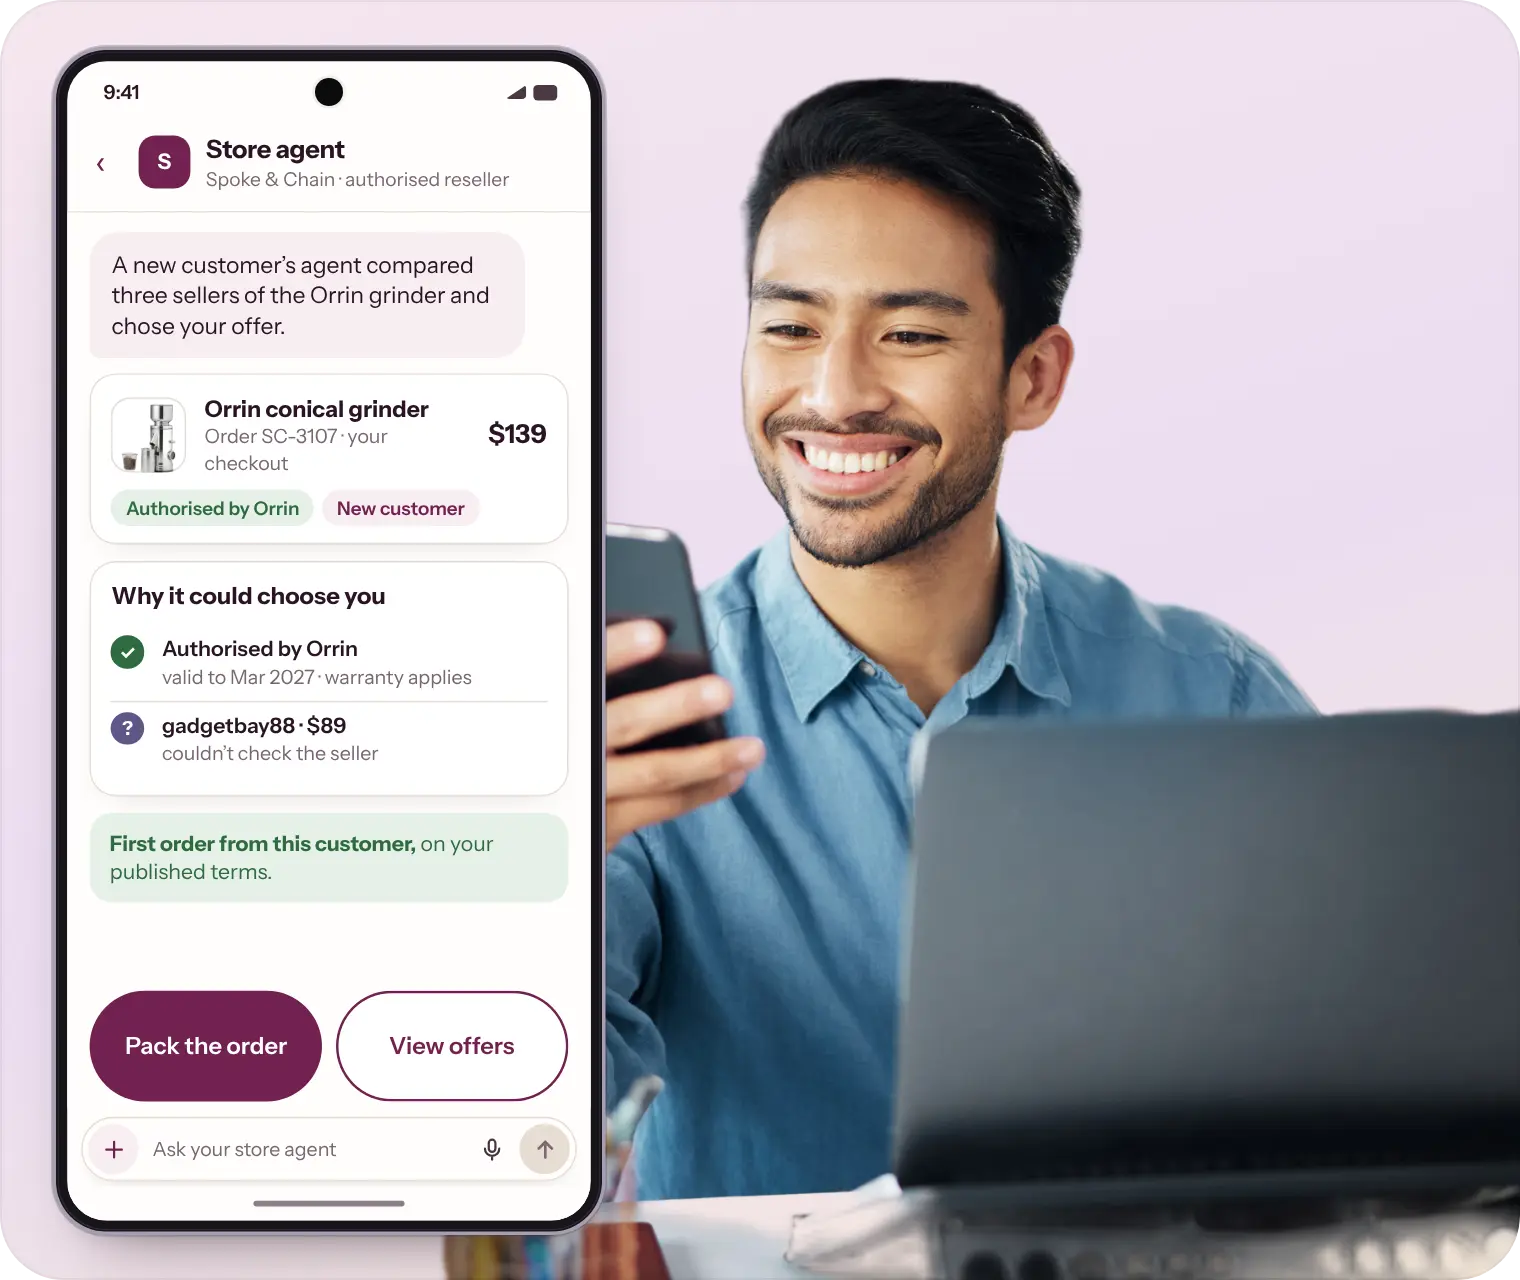 9:41
‹
S
Store agent
Spoke & Chain · authorised reseller
A new customer’s agent compared
three sellers of the Orrin grinder and
chose your offer.
Orrin conical grinder
Order SC-3107 · your
checkout
$139
Authorised by Orrin
New customer
Why it could choose you
Authorised by Orrin
valid to Mar 2027 · warranty applies
?
gadgetbay88 · $89
couldn’t check the seller
First order from this customer, on your
published terms.
Pack the order
View offers
Ask your store agent